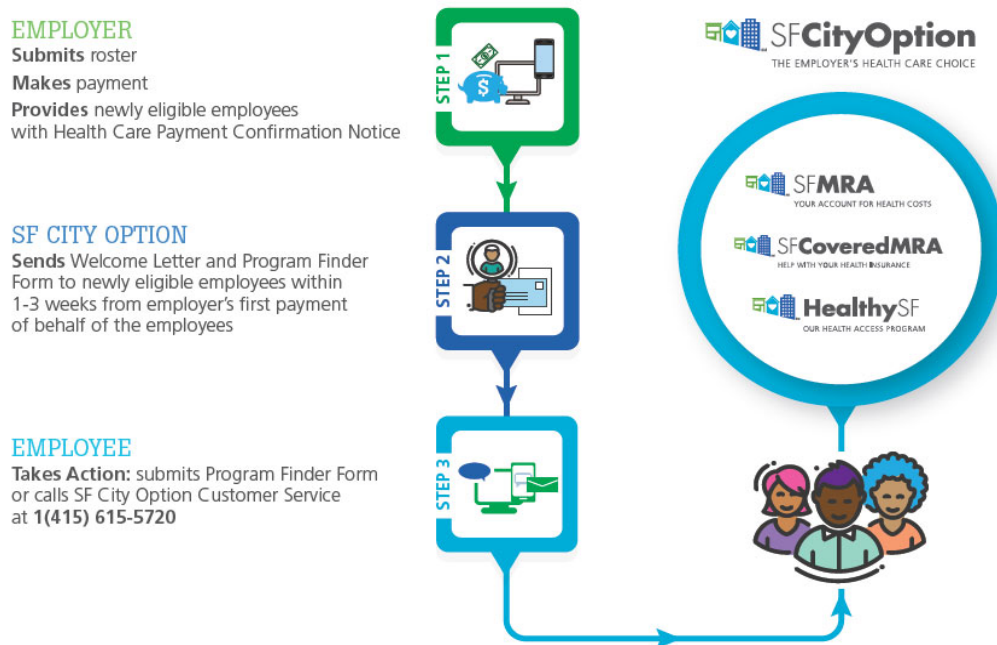 EMPLOYER
Submits roster
Makes payment
Provides newly eligible employees
with Health Care Payment Confirmation Notice
STEP 1
$
SF CITY OPTION
Sends Welcome Letter and Program Finder
Form to newly eligible employees within
1-3 weeks from employer's first payment
of behalf of the employees
STEP 2
EMPLOYEE
Takes Action: submits Program Finder Form
or calls SF City Option Customer Service
at 1(415) 615-5720
STEP 3
SFCityOption
THE EMPLOYER'S HEALTH CARE CHOICE
SFMRA
YOUR ACCOUNT FOR HEALTH COSTS
SFCoveredMRA
HELP WITH YOUR HEALTH INSURANCE
HealthySF
OUR HEALTH ACCESS PROGRAM